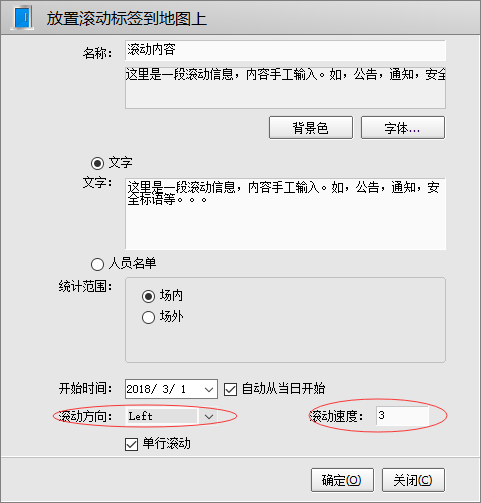 放置滚动标签到地图上
名称： 滚动内容
这里是一段滚动信息，内容手工输入。如，公告，通知，安全
背景色 字体...
文字
文字： 这里是一段滚动信息，内容手工输入。如，公告，通知，安
全标语等。。。
人员名单
统计范围：
场内
场外
开始时间： 2018/ 3/ 1 自动从当日开始
滚动方向： Left 滚动速度： 3
单行滚动
确定(O) 关闭(C)